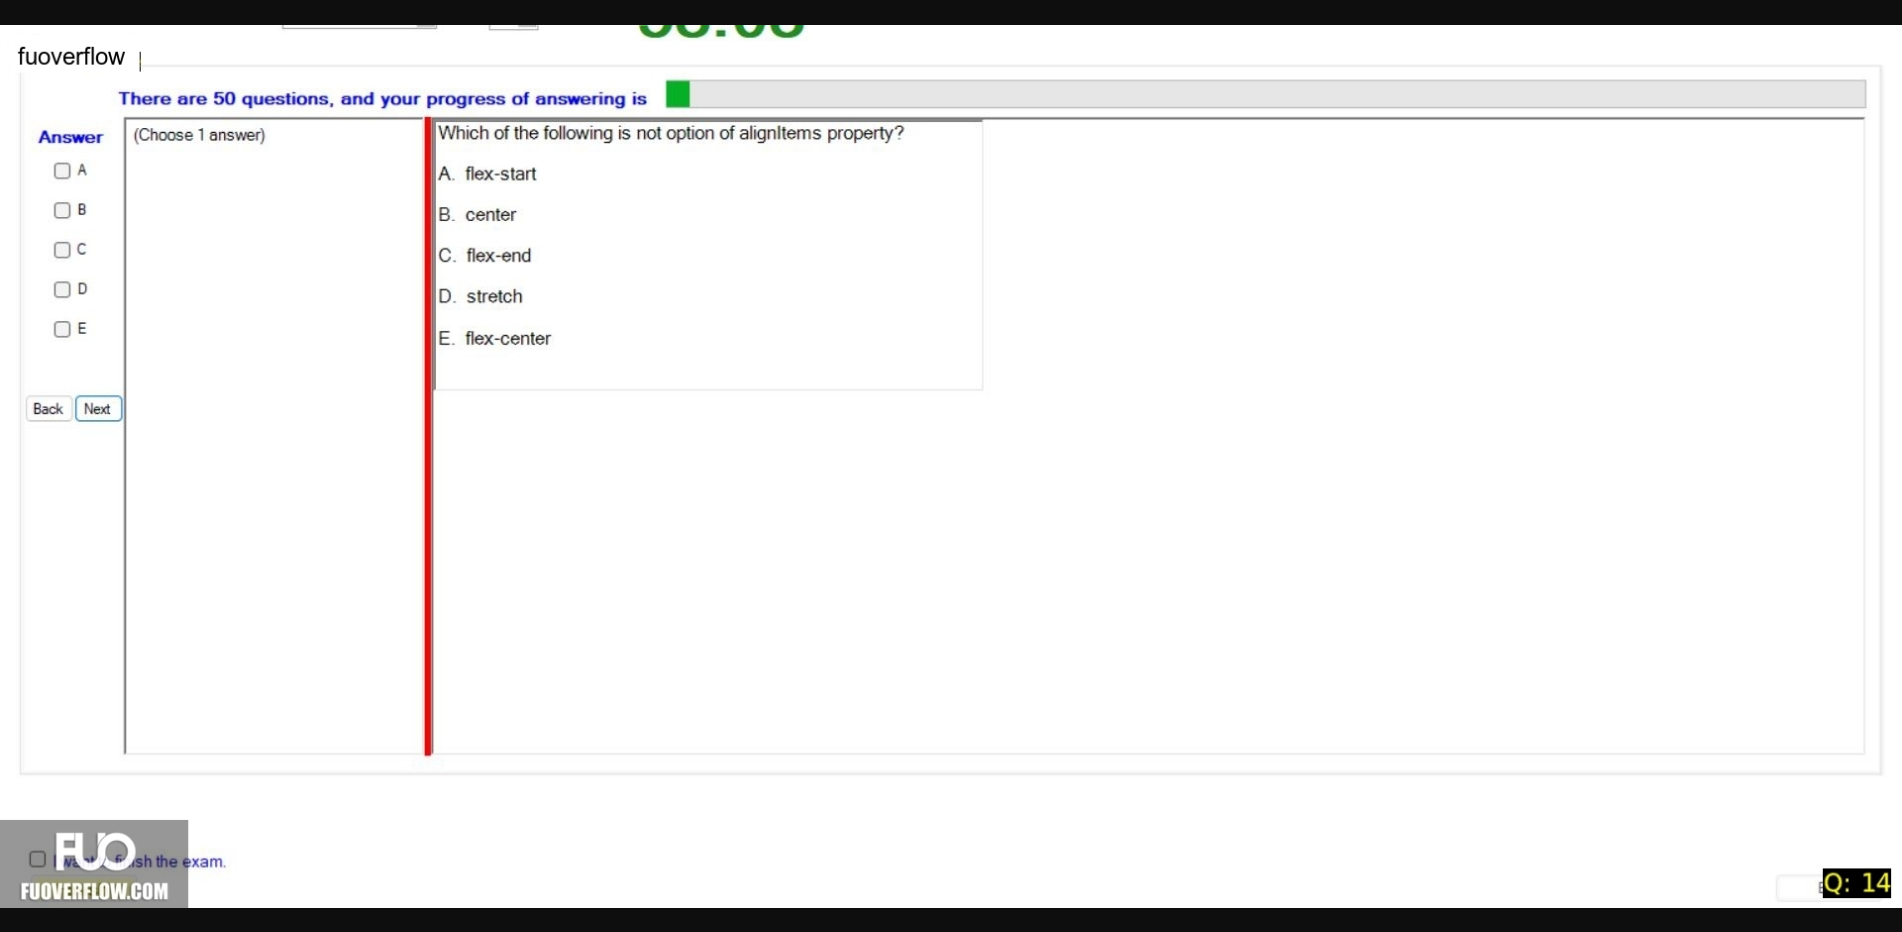 fuoverflow
There are 50 questions, and your progress of answering is
Answer
(Choose 1 answer)
A
B
C
D
E
Back Next
Which of the following is not option of alignItems property?
A. flex-start
B. center
C. flex-end
D. stretch
E. flex-center
FUO
sh the exam.
FUOVERFLOW.COM
Q: 14